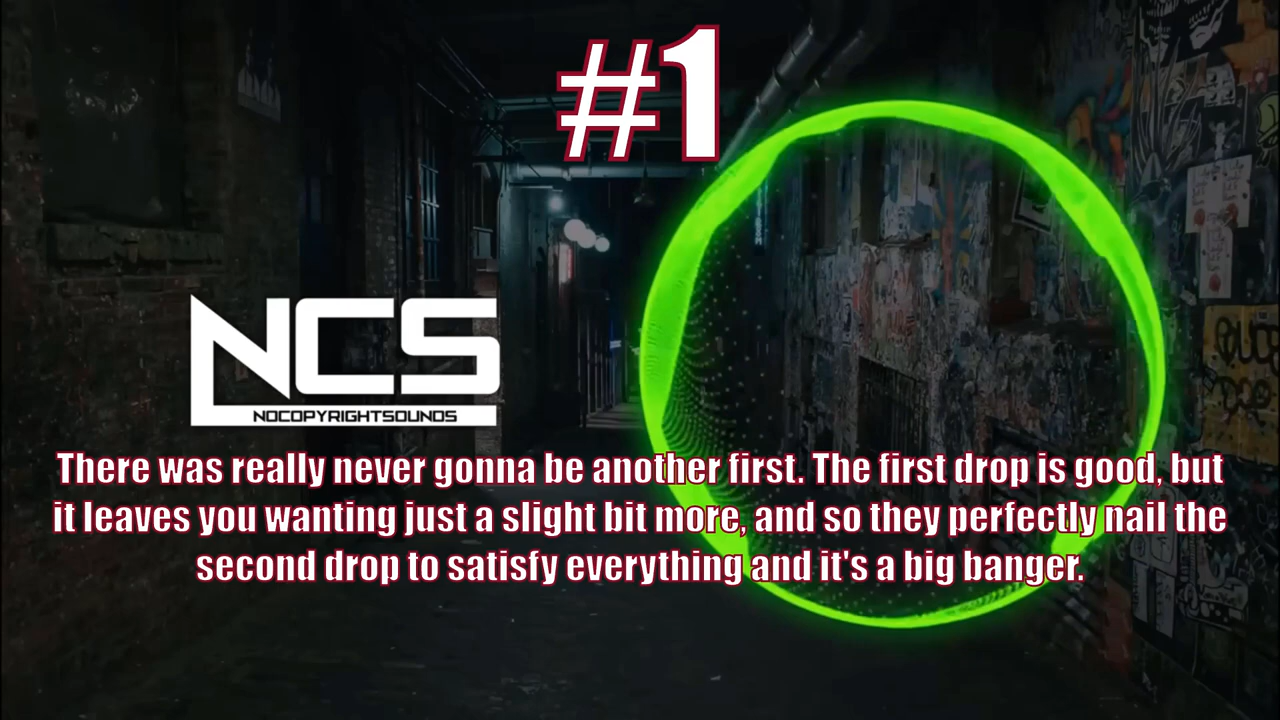 #1
NCS
NOCOPYRIGHTSOUNDS
There was really never gonna be another first. The first drop is good, but
it leaves you wanting just a slight bit more, and so they perfectly nail the
second drop to satisfy everything and it's a big banger.